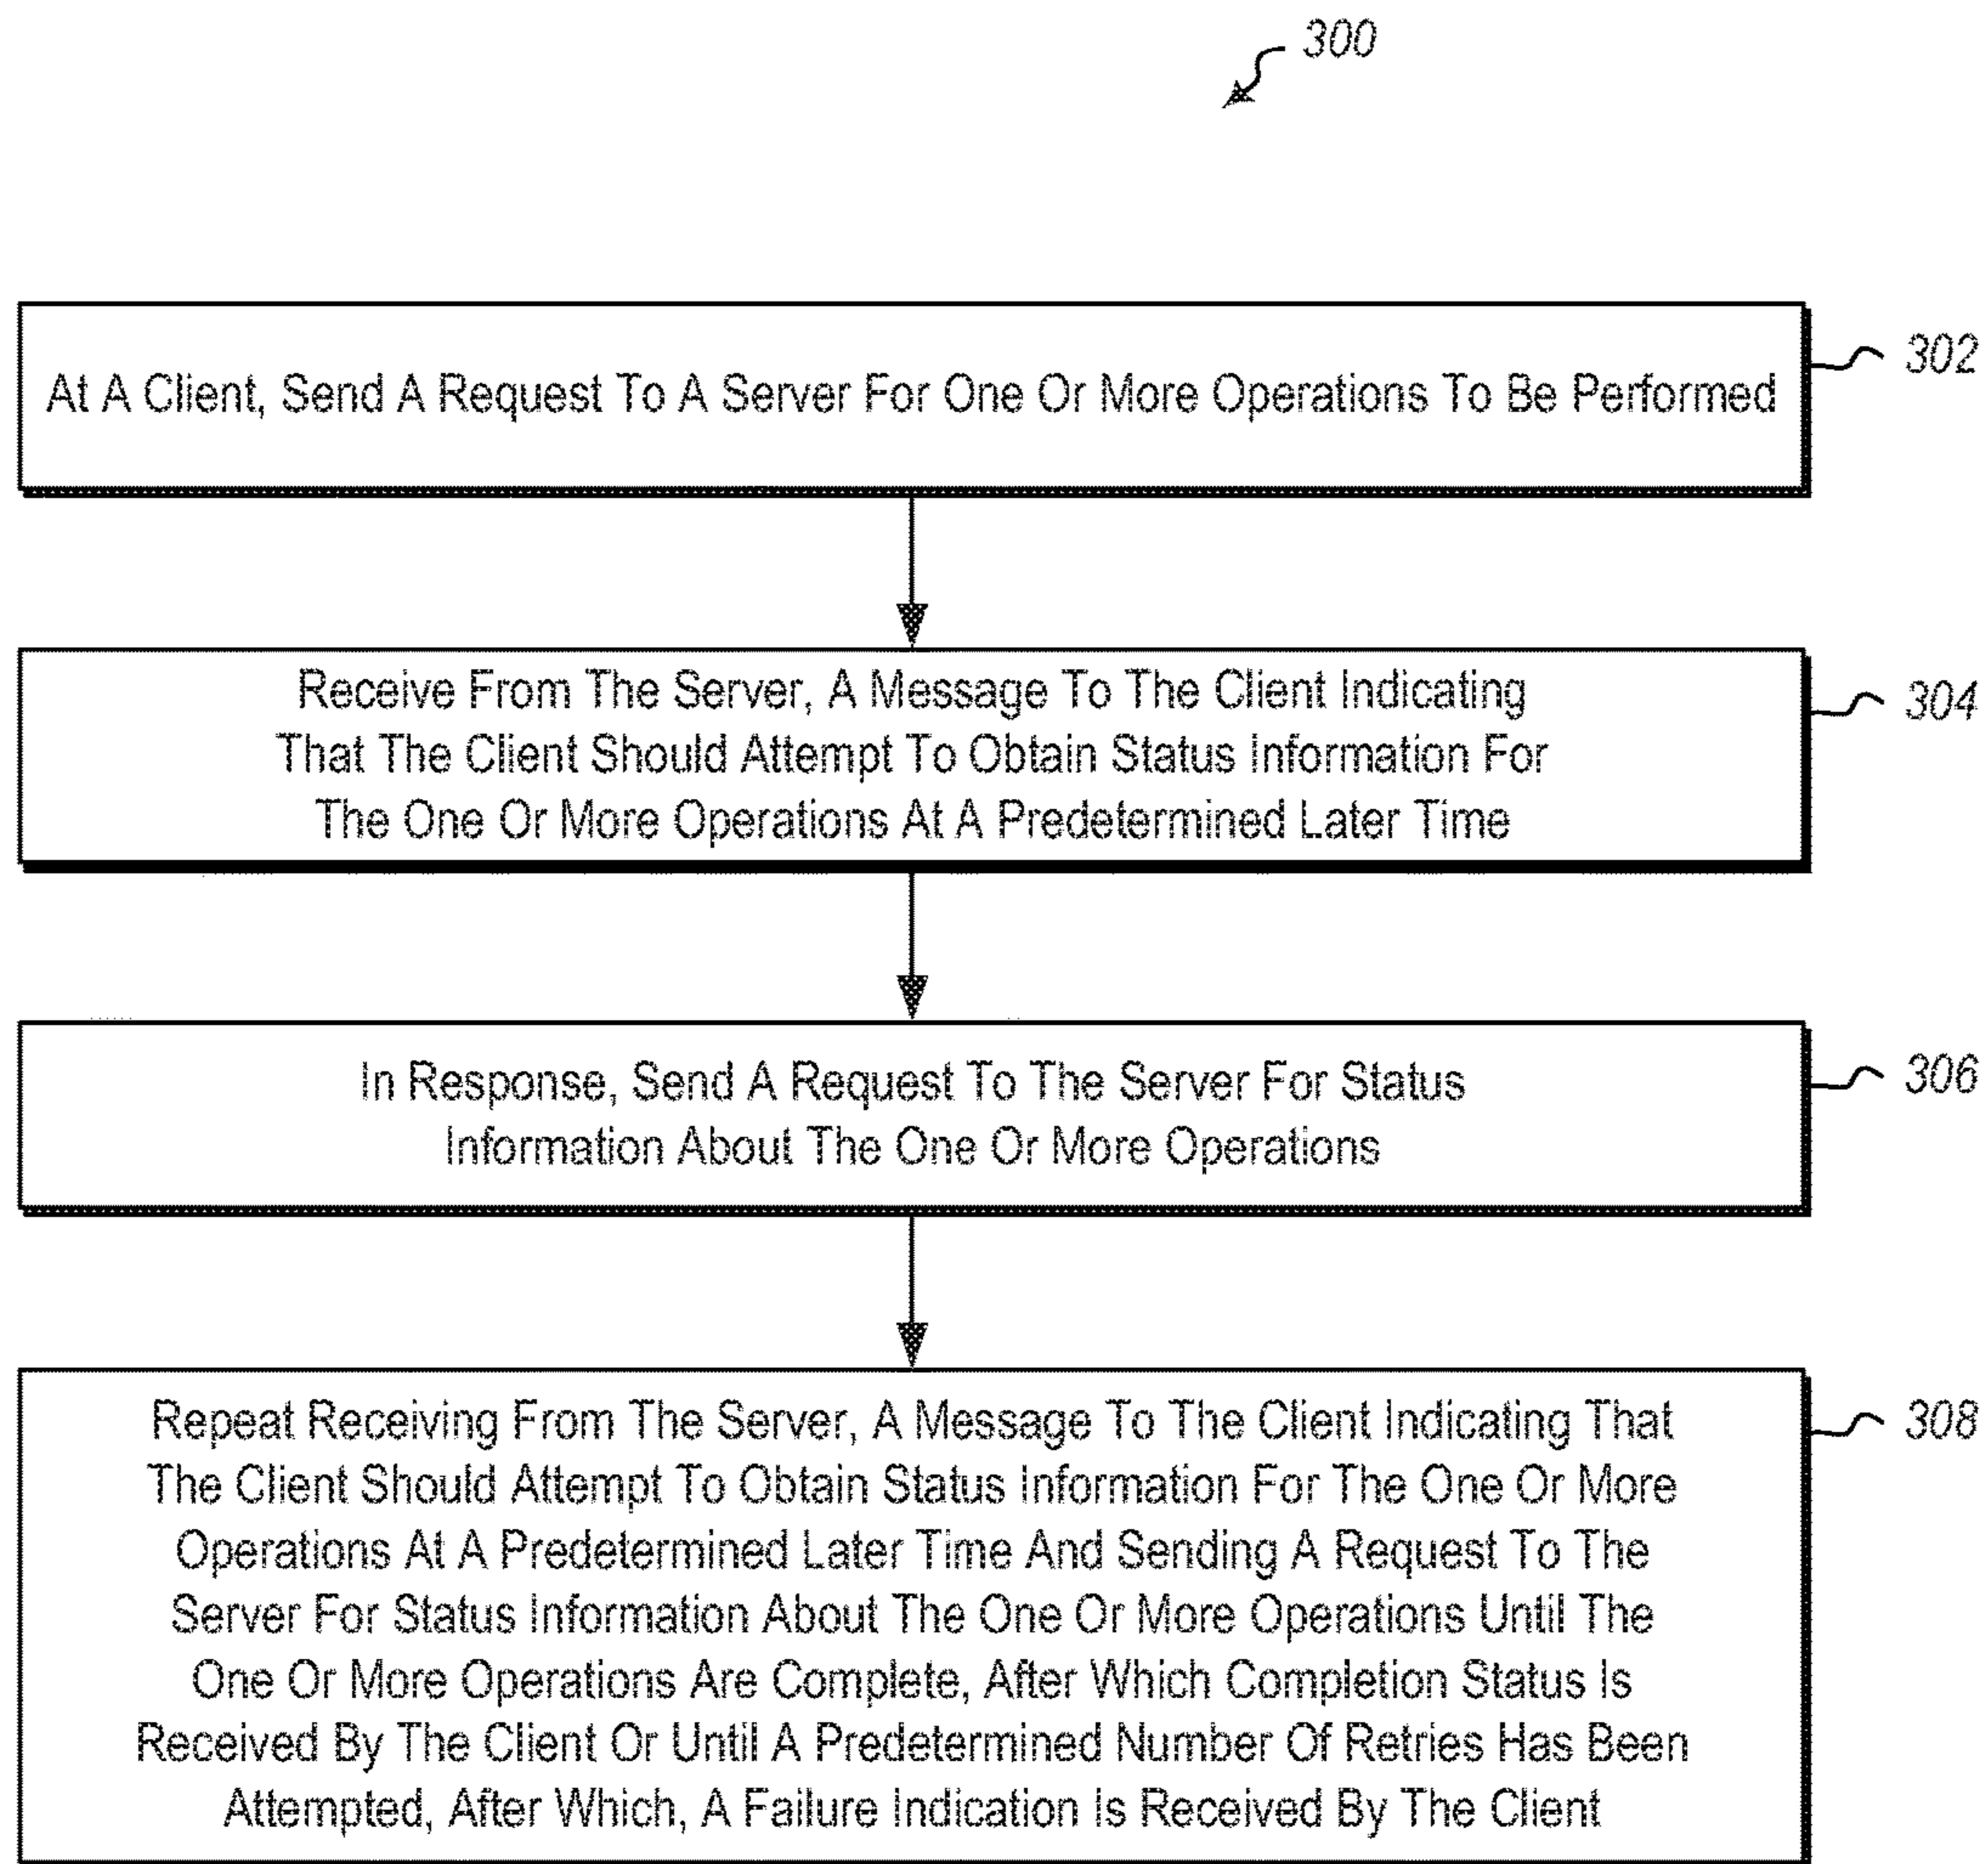 300
At A Client, Send A Request To A Server For One Or More Operations To Be Performed
302
Receive From The Server, A Message To The Client Indicating
That The Client Should Attempt To Obtain Status Information For
The One Or More Operations At A Predetermined Later Time
304
In Response, Send A Request To The Server For Status
Information About The One Or More Operations
306
Repeat Receiving From The Server, A Message To The Client Indicating That
The Client Should Attempt To Obtain Status Information For The One Or More
Operations At A Predetermined Later Time And Sending A Request To The
Server For Status Information About The One Or More Operations Until The
One Or More Operations Are Complete, After Which Completion Status Is
Received By The Client Or Until A Predetermined Number Of Retries Has Been
Attempted, After Which, A Failure Indication Is Received By The Client
308